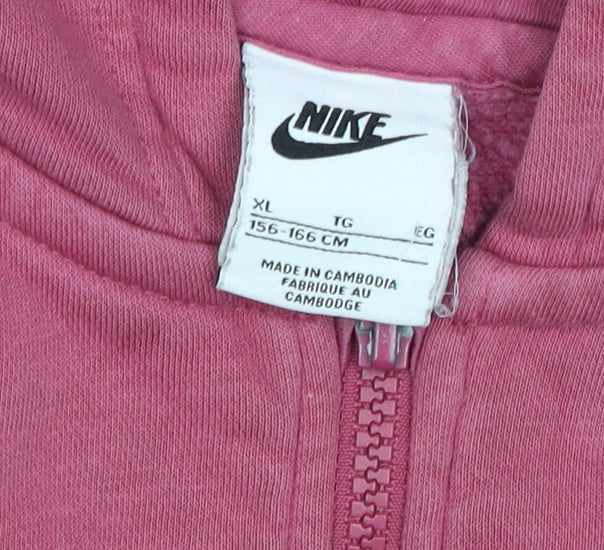 NIKE
XL TG EG
156-166 CM
MADE IN CAMBODIA
FABRIQUE AU
CAMBODGE